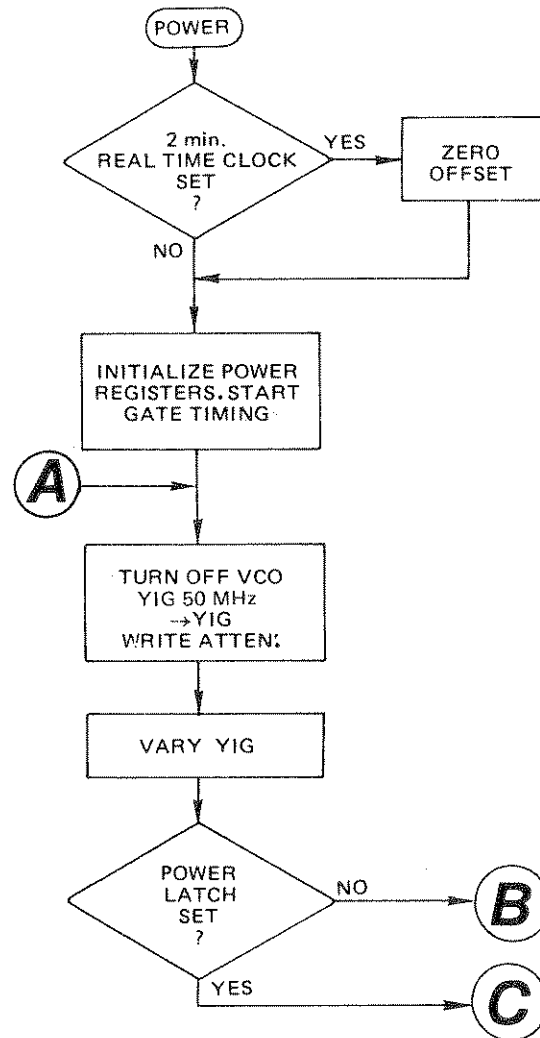 POWER
2 min.
REAL TIME CLOCK
SET
?
YES
ZERO
OFFSET
NO
INITIALIZE POWER
REGISTERS.START
GATE TIMING
A
TURN OFF VCO
YIG 50 MHz
→YIG
WRITE ATTEN.
VARY YIG
POWER
LATCH
SET
?
NO
B
YES
C